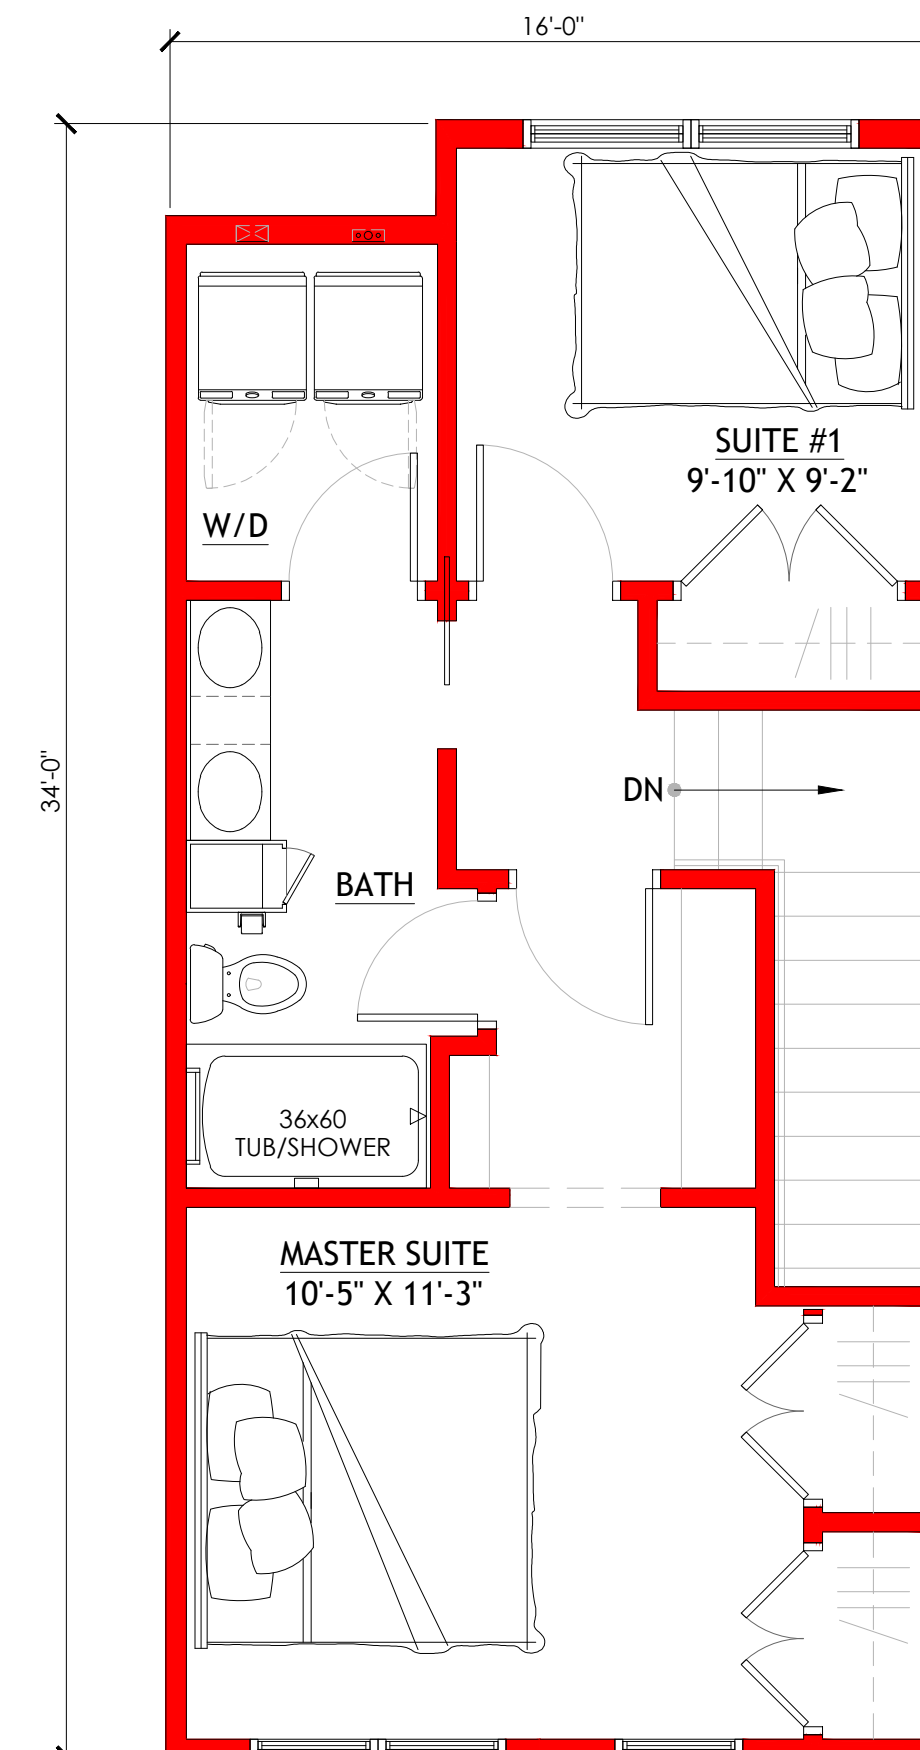 16'-0"
SUITE #1
9'-10" X 9'-2"
W/D
34'-0"
DN
BATH
36x60
TUB/SHOWER
MASTER SUITE
10'-5" X 11'-3"